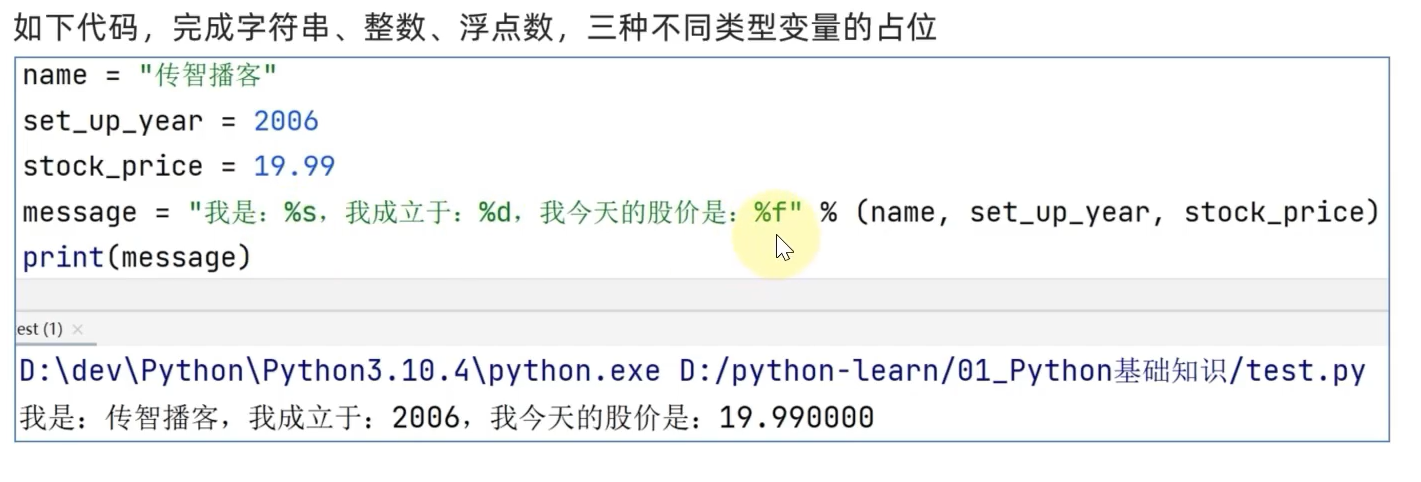 如下代码，完成字符串、整数、浮点数，三种不同类型变量的占位
name = "传智播客"
set_up_year = 2006
stock_price = 19.99
message = "我是：%s，我成立于：%d，我今天的股价是：%f" % (name, set_up_year, stock_price)
print(message)
est (1) ×
D:\dev\Python\Python3.10.4\python.exe D:/python-learn/01_Python基础知识/test.py
我是：传智播客，我成立于：2006，我今天的股价是：19.990000